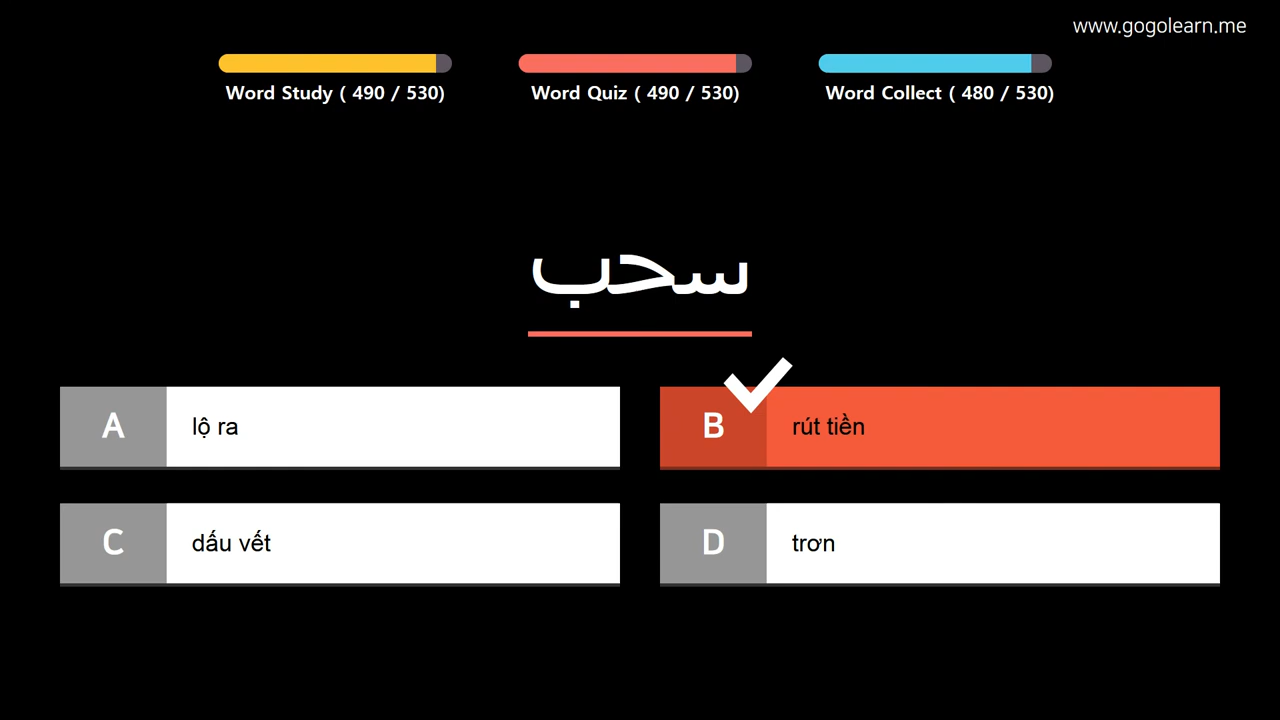 www.gogolearn.me
Word Study ( 490 / 530)
Word Quiz ( 490 / 530)
Word Collect ( 480 / 530)
سحب
A
lộ ra
B
rút tiền
C
dấu vết
D
trơn